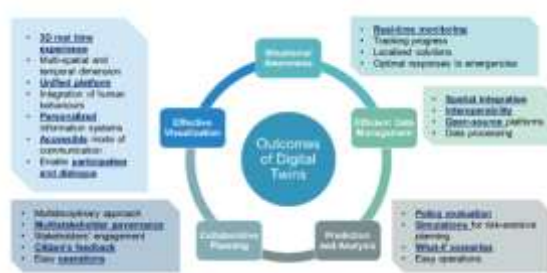 3D real time
experience
Multi-spatial and
temporal dimension
Unified platform
Integration of human
behaviours
Personalized
information systems
Accessible mode of
communication
Enable participation
and dialogue
Situational
Awareness
Real-time monitoring
Tracking progress
Localised solutions
Optimal responses to emergencies
Effective
Visualization
Efficient Data
Management
Spatial Integration
Interoperability
Open-source platforms
Data processing
Outcomes
of Digital
Twins
Multidisciplinary approach
Multistakeholder governance
Stakeholders' engagement
Citizen's feedback
Easy operations
Collaborative
Planning
Prediction
and Analysis
Policy evaluation
Simulations for risk-sensitive
planning
What-if scenarios
Easy operations